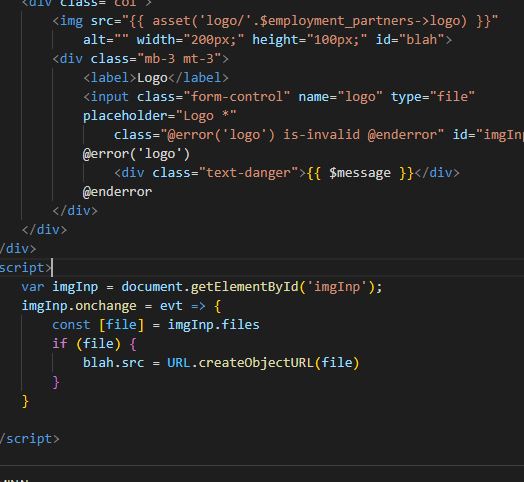 <div class="col">
<img src="{{ asset('logo/'.$employment_partners->logo) }}"
alt="" width="200px;" height="100px;" id="blah">
<div class="mb-3 mt-3">
<label>Logo</label>
<input class="form-control" name="logo" type="file"
placeholder="Logo *"
class="@error('logo') is-invalid @enderror" id="imgInp
@error('logo')
<div class="text-danger">{{ $message }}</div>
@enderror
</div>
</div>
/div>
script>
var imgInp = document.getElementById('imgInp');
imgInp.onchange = evt => {
const [file] = imgInp.files
if (file) {
blah.src = URL.createObjectURL(file)
}
}
/script>